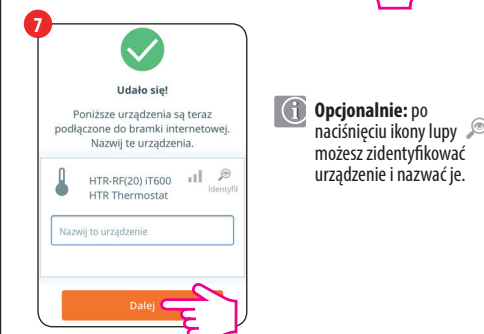 7
Udało się!
Poniższe urządzenia są teraz
podłączone do bramki internetowej.
Nazwij te urządzenia.
HTR-RF(20) iT600
HTR Thermostat
Identyfil
Nazwij to urządzenie
Dalej
Opcjonalnie: po
naciśnięciu ikony lupy
możesz zidentyfikować
urządzenie i nazwać je.